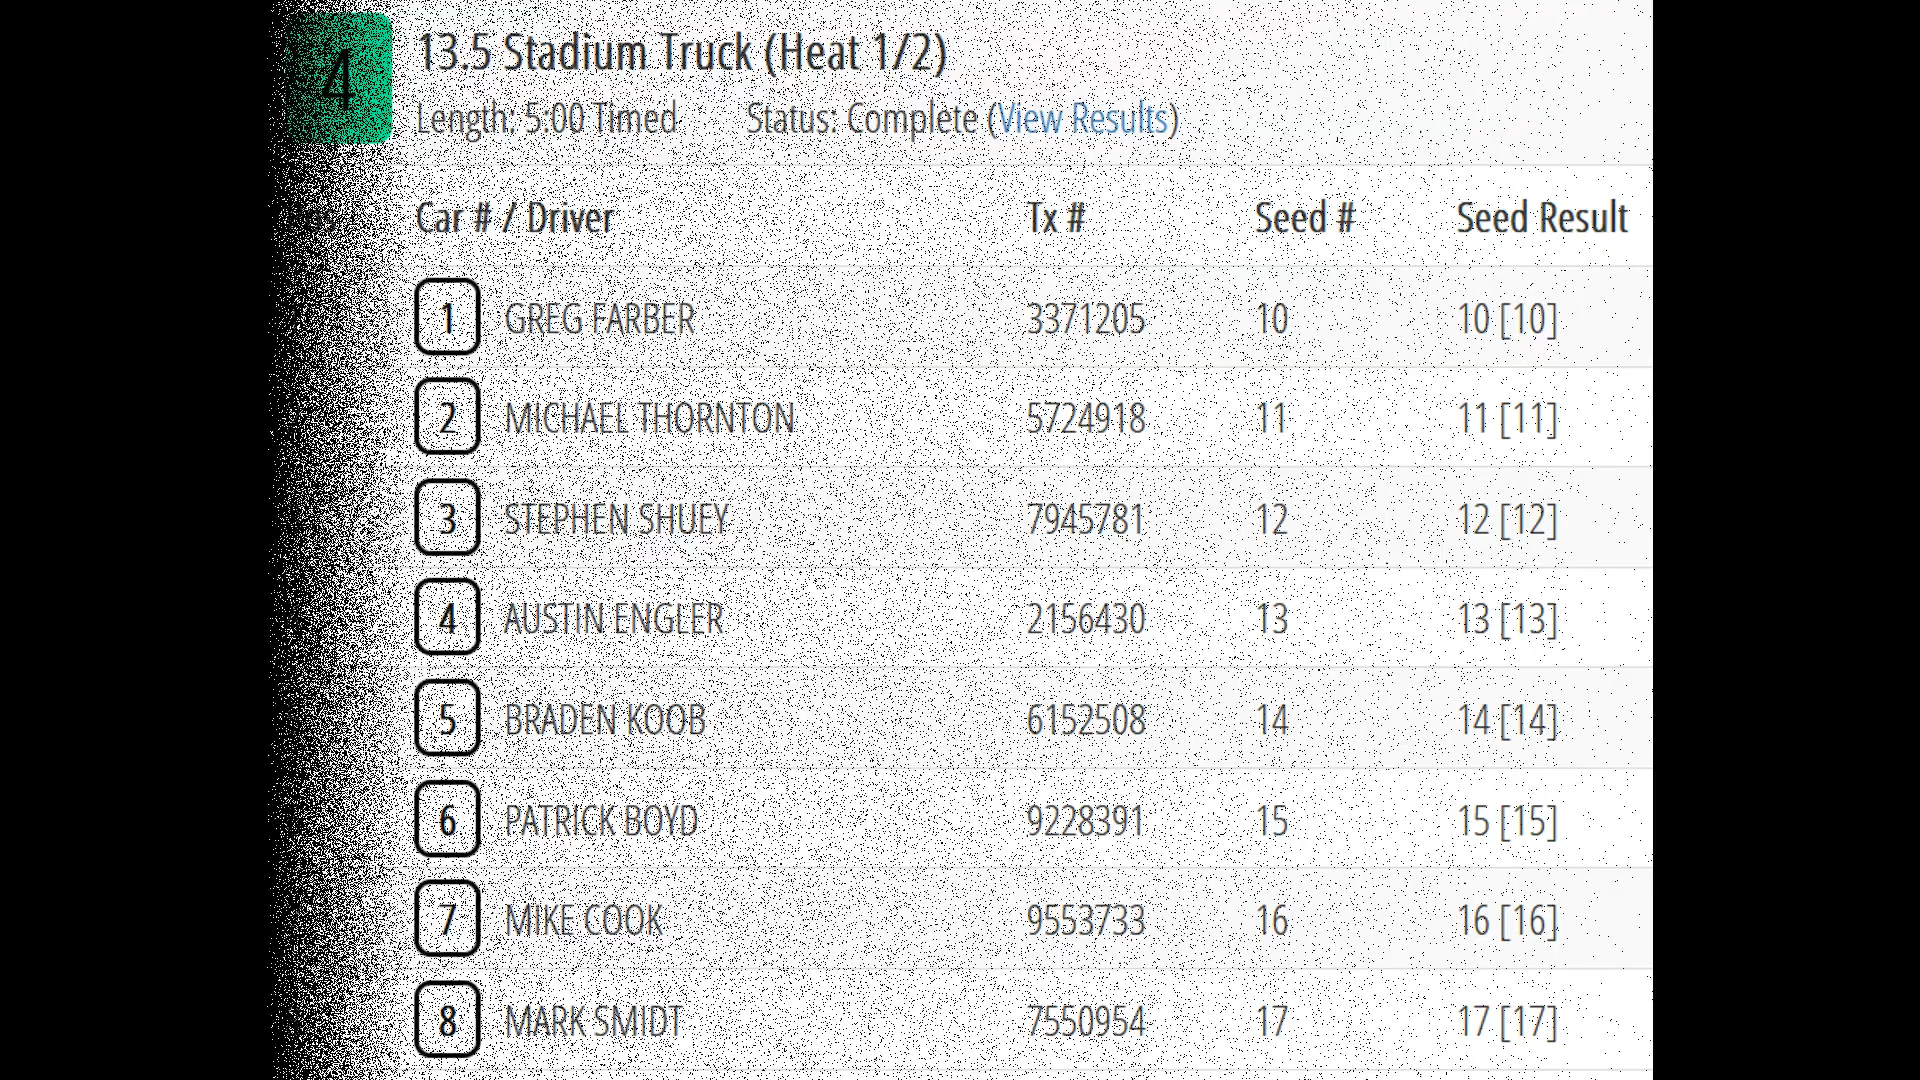 4
13.5 Stadium Truck (Heat 1/2)
Length: 5:00 Timed Status: Complete (View Results)
Car # / Driver Tx # Seed # Seed Result
1 GREG FARBER 3371205 10 10 [10]
2 MICHAEL THORNTON 5724918 11 11 [11]
3 STEPHEN SHUEY 7945781 12 12 [12]
4 AUSTIN ENGLER 2156430 13 13 [13]
5 BRADEN KOOB 6152508 14 14 [14]
6 PATRICK BOYD 9228391 15 15 [15]
7 MIKE COOK 9553733 16 16 [16]
8 MARK SMIDT 7550954 17 17 [17]